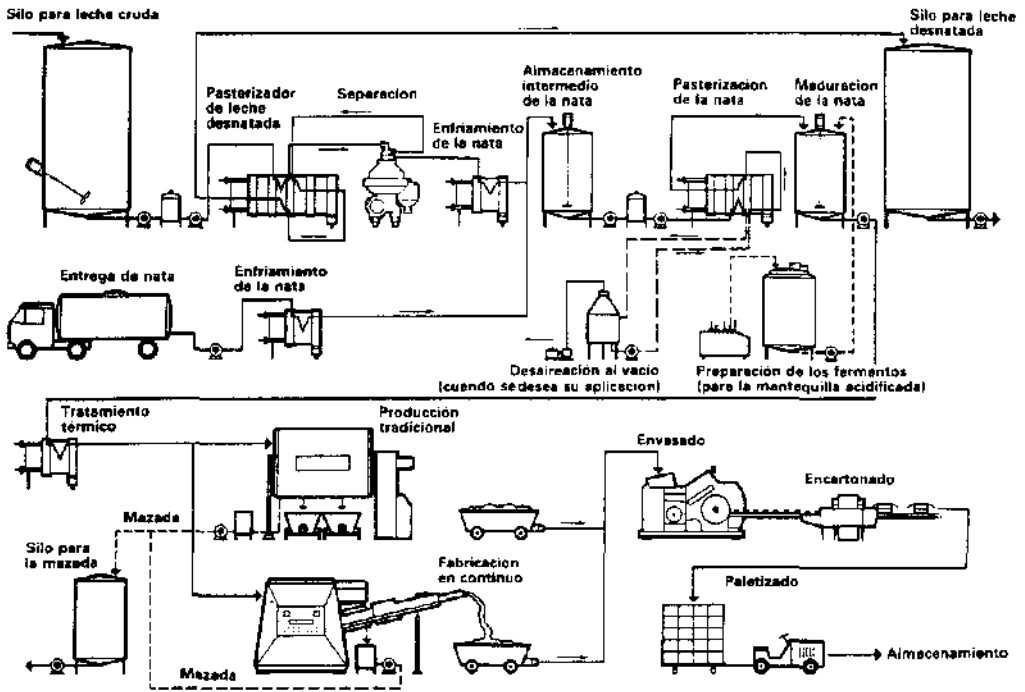 Silo para leche cruda
Silo para leche
desnatada
Pasterizador
de leche
desnatada
Separacion
Enfriamiento
de la nata
Almacenamiento
intermedio
de la nata
Pasterizacion
de la nata
Maduracion
de la nata
Entrega de nata
Enfriamiento
de la nata
Desaireación al vacio
(cuando se desea su aplicacion)
Preparación de los fermentos
(para la mantequilla acidificada)
Tratamiento
térmico
Producción
tradicional
Envasado
Encartonado
Mazada
Silo para
la mazada
Fabricacion
en continuo
Paletizado
Mazada
Almacenamiento